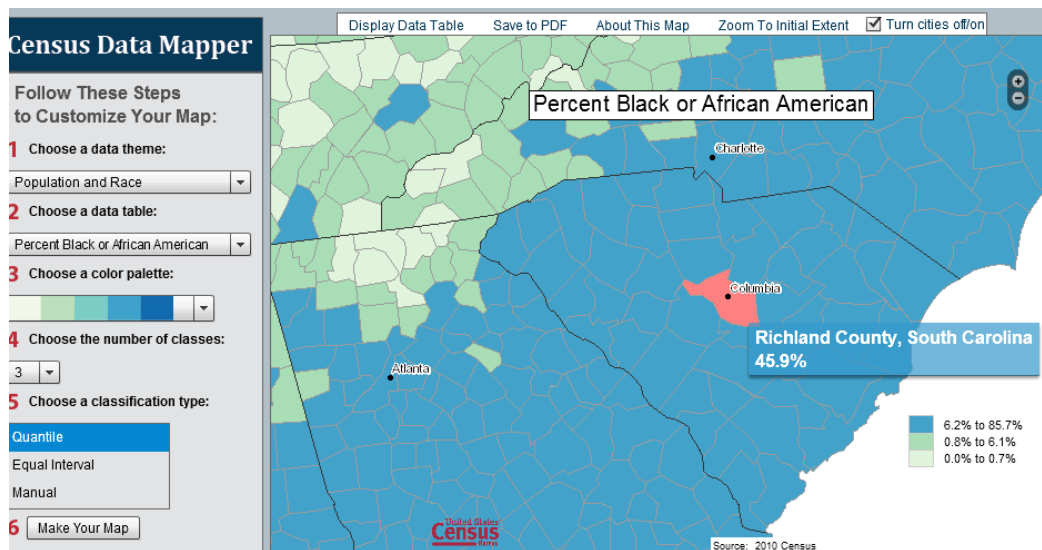 Census Data Mapper
Display Data Table Save to PDF About This Map Zoom To Initial Extent Turn cities off/on
Follow These Steps
to Customize Your Map:
1 Choose a data theme:
Population and Race
2 Choose a data table:
Percent Black or African American
3 Choose a color palette:
4 Choose the number of classes:
3
5 Choose a classification type:
Quantile
Equal Interval
Manual
6 Make Your Map
Percent Black or African American
Charlotte
Columbia
Richland County, South Carolina
45.9%
Atlanta
6.2% to 85.7%
0.8% to 6.1%
0.0% to 0.7%
United States
Census
Bureau
Source: 2010 Census